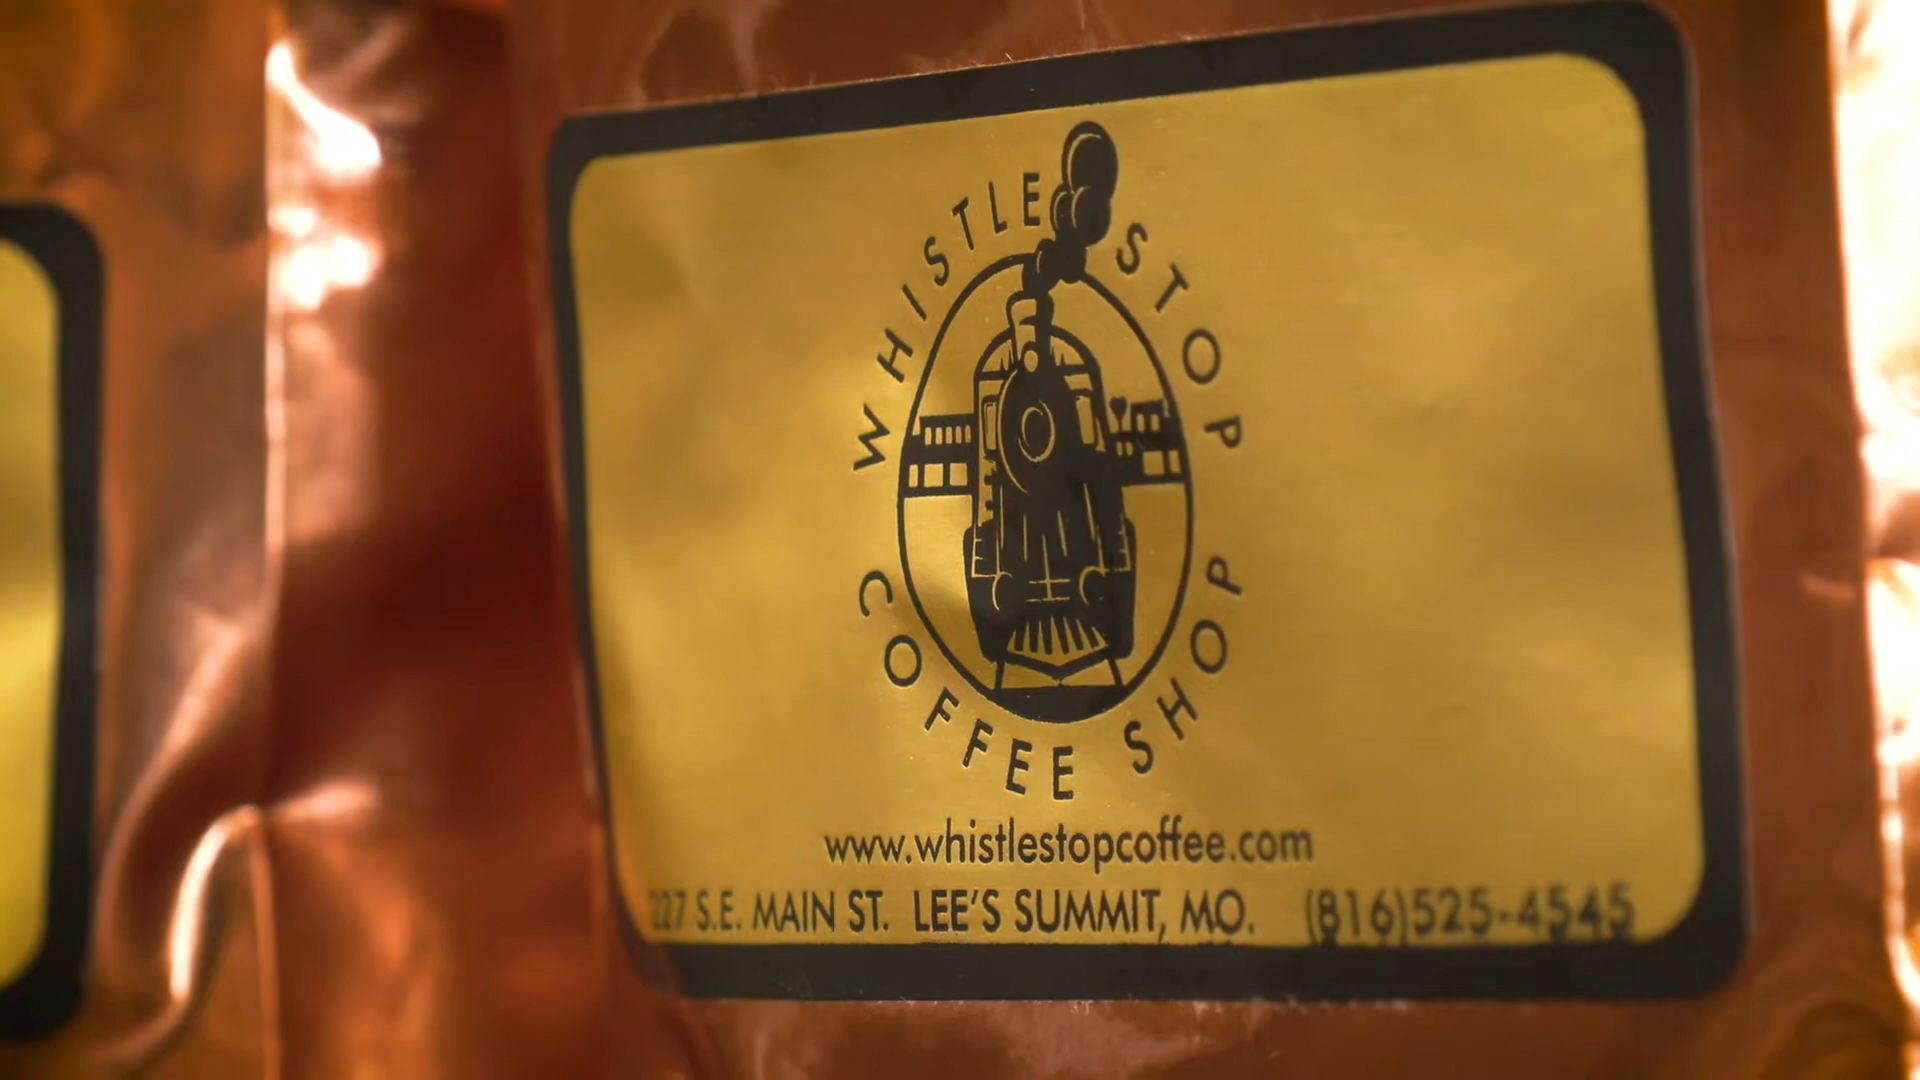 WHISTLE STOP
COFFEE SHOP
www.whistlestopcoffee.com
227 S.E. MAIN ST. LEE'S SUMMIT, MO. (816)525-4545